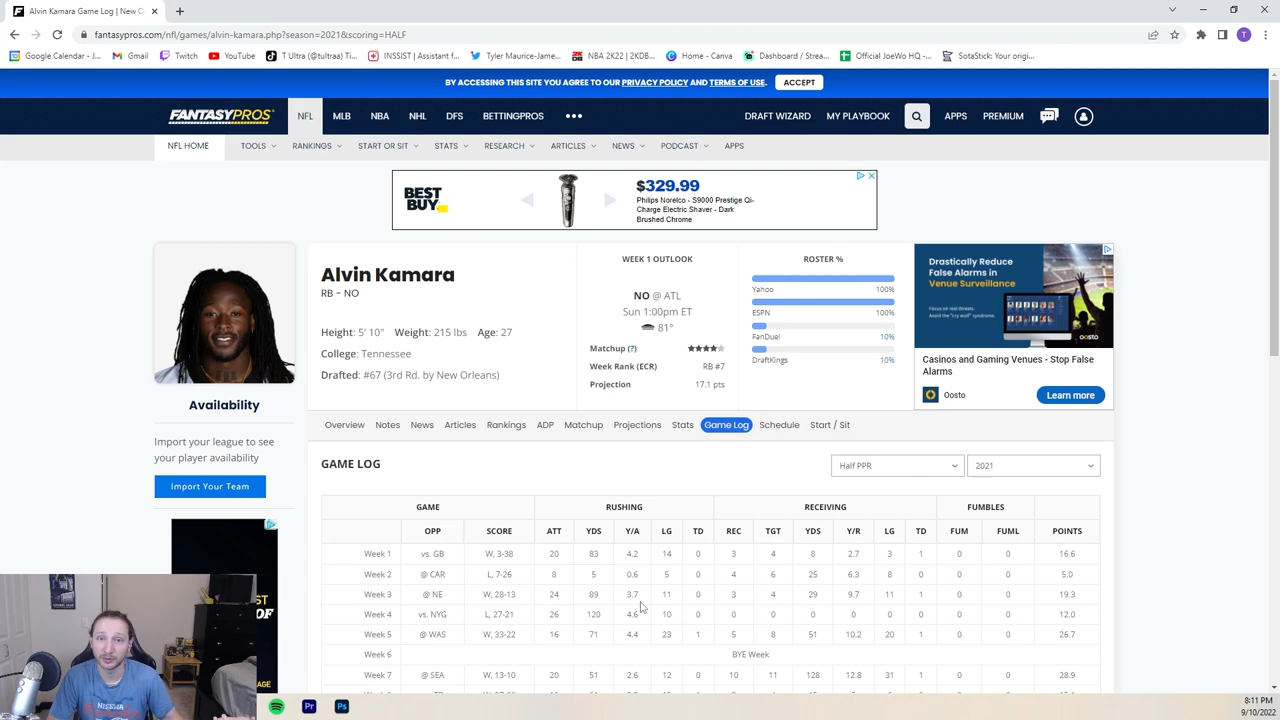 Alvin Kamara Game Log | New O
fantasypros.com/nfl/games/alvin-kamara.php?season=2021&scoring=HALF
Google Calendar - J... Gmail Twitch YouTube T Ultra (@tultraa) Ti... INSSIST | Assistant f... Tyler Maurice-Jame... NBA 2K22 | 2KDB... Home - Canva Dashboard / Strea... Official JoeWo HQ -... SotaStick: Your origi...
BY ACCESSING THIS SITE YOU AGREE TO OUR PRIVACY POLICY AND TERMS OF USE. ACCEPT
FANTASYPROS NFL MLB NBA NHL DFS BETTINGPROS ••• DRAFT WIZARD MY PLAYBOOK APPS PREMIUM
NFL HOME TOOLS RANKINGS START OR SIT STATS RESEARCH ARTICLES NEWS PODCAST APPS
BEST BUY
$329.99
Philips Norelco - S9000 Prestige Qi-
Charge Electric Shaver - Dark
Brushed Chrome
Alvin Kamara
RB - NO
Height: 5' 10" Weight: 215 lbs Age: 27
College: Tennessee
Drafted: #67 (3rd Rd. by New Orleans)
WEEK 1 OUTLOOK
NO @ ATL
Sun 1:00pm ET
81°
Matchup (?) ★★★★★
Week Rank (ECR) RB #7
Projection 17.1 pts
ROSTER %
Yahoo 100%
ESPN 100%
FanDuel 10%
DraftKings 10%
Drastically Reduce
False Alarms in
Venue Surveillance
oosto
Casinos and Gaming Venues - Stop False
Alarms
Oosto Learn more
Availability
Import your league to see
your player availability
Import Your Team
Overview Notes News Articles Rankings ADP Matchup Projections Stats Game Log Schedule Start / Sit
GAME LOG Half PPR 2021
GAME RUSHING RECEIVING FUMBLES
OPP SCORE ATT YDS Y/A LG TD REC TGT YDS Y/R LG TD FUM FUML POINTS
Week 1 vs. GB W, 3-38 20 83 4.2 14 0 3 4 8 2.7 3 1 0 0 16.6
Week 2 @ CAR L, 7-26 8 5 0.6 5 0 4 6 25 6.3 8 0 0 0 5.0
Week 3 @ NE W, 28-13 24 89 3.7 11 0 3 4 29 9.7 11 1 0 0 19.3
Week 4 vs. NYG L, 27-21 26 120 4.6 10 0 0 0 0 0 0 0 0 0 12.0
Week 5 @ WAS W, 33-22 16 71 4.4 23 1 5 8 51 10.2 20 1 0 0 26.7
Week 6 BYE Week
Week 7 @ SEA W, 13-10 20 51 2.6 12 0 10 11 128 12.8 31 1 0 0 28.9
8:11 PM
9/10/2022